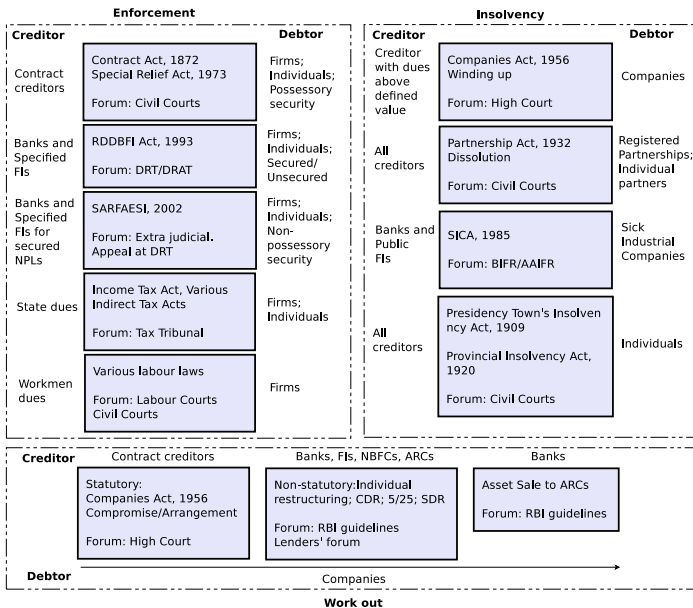 Enforcement
Creditor
Debtor
Contract
creditors
Contract Act, 1872
Special Relief Act, 1973
Forum: Civil Courts
Firms;
Individuals;
Possessory
security
Banks and
Specified
FIs
RDDBFI Act, 1993
Forum: DRT/DRAT
Firms;
Individuals;
Secured/
Unsecured
Banks and
Specified
FIs for
secured
NPLs
SARFAESI, 2002
Forum: Extra judicial.
Appeal at DRT
Firms;
Individuals;
Non-
possessory
security
State dues
Income Tax Act, Various
Indirect Tax Acts
Forum: Tax Tribunal
Firms;
Individuals
Workmen
dues
Various labour laws
Forum: Labour Courts
Civil Courts
Firms
Insolvency
Creditor
Debtor
Creditor
with dues
above
defined
value
Companies Act, 1956
Winding up
Forum: High Court
Companies
All
creditors
Partnership Act, 1932
Dissolution
Forum: Civil Courts
Registered
Partnerships;
Individual
partners
Banks and
Public
FIs
SICA, 1985
Forum: BIFR/AAIFR
Sick
Industrial
Companies
All
creditors
Presidency Town's Insolven
ncy Act, 1909
Provincial Insolvency Act,
1920
Forum: Civil Courts
Individuals
Creditor
Contract creditors
Banks, FIs, NBFCs, ARCs
Banks
Statutory:
Companies Act, 1956
Compromise/Arrangement
Forum: High Court
Non-statutory:Individual
restructuring; CDR; 5/25; SDR
Forum: RBI guidelines
Lenders' forum
Asset Sale to ARCs
Forum: RBI guidelines
Debtor
Companies
Work out